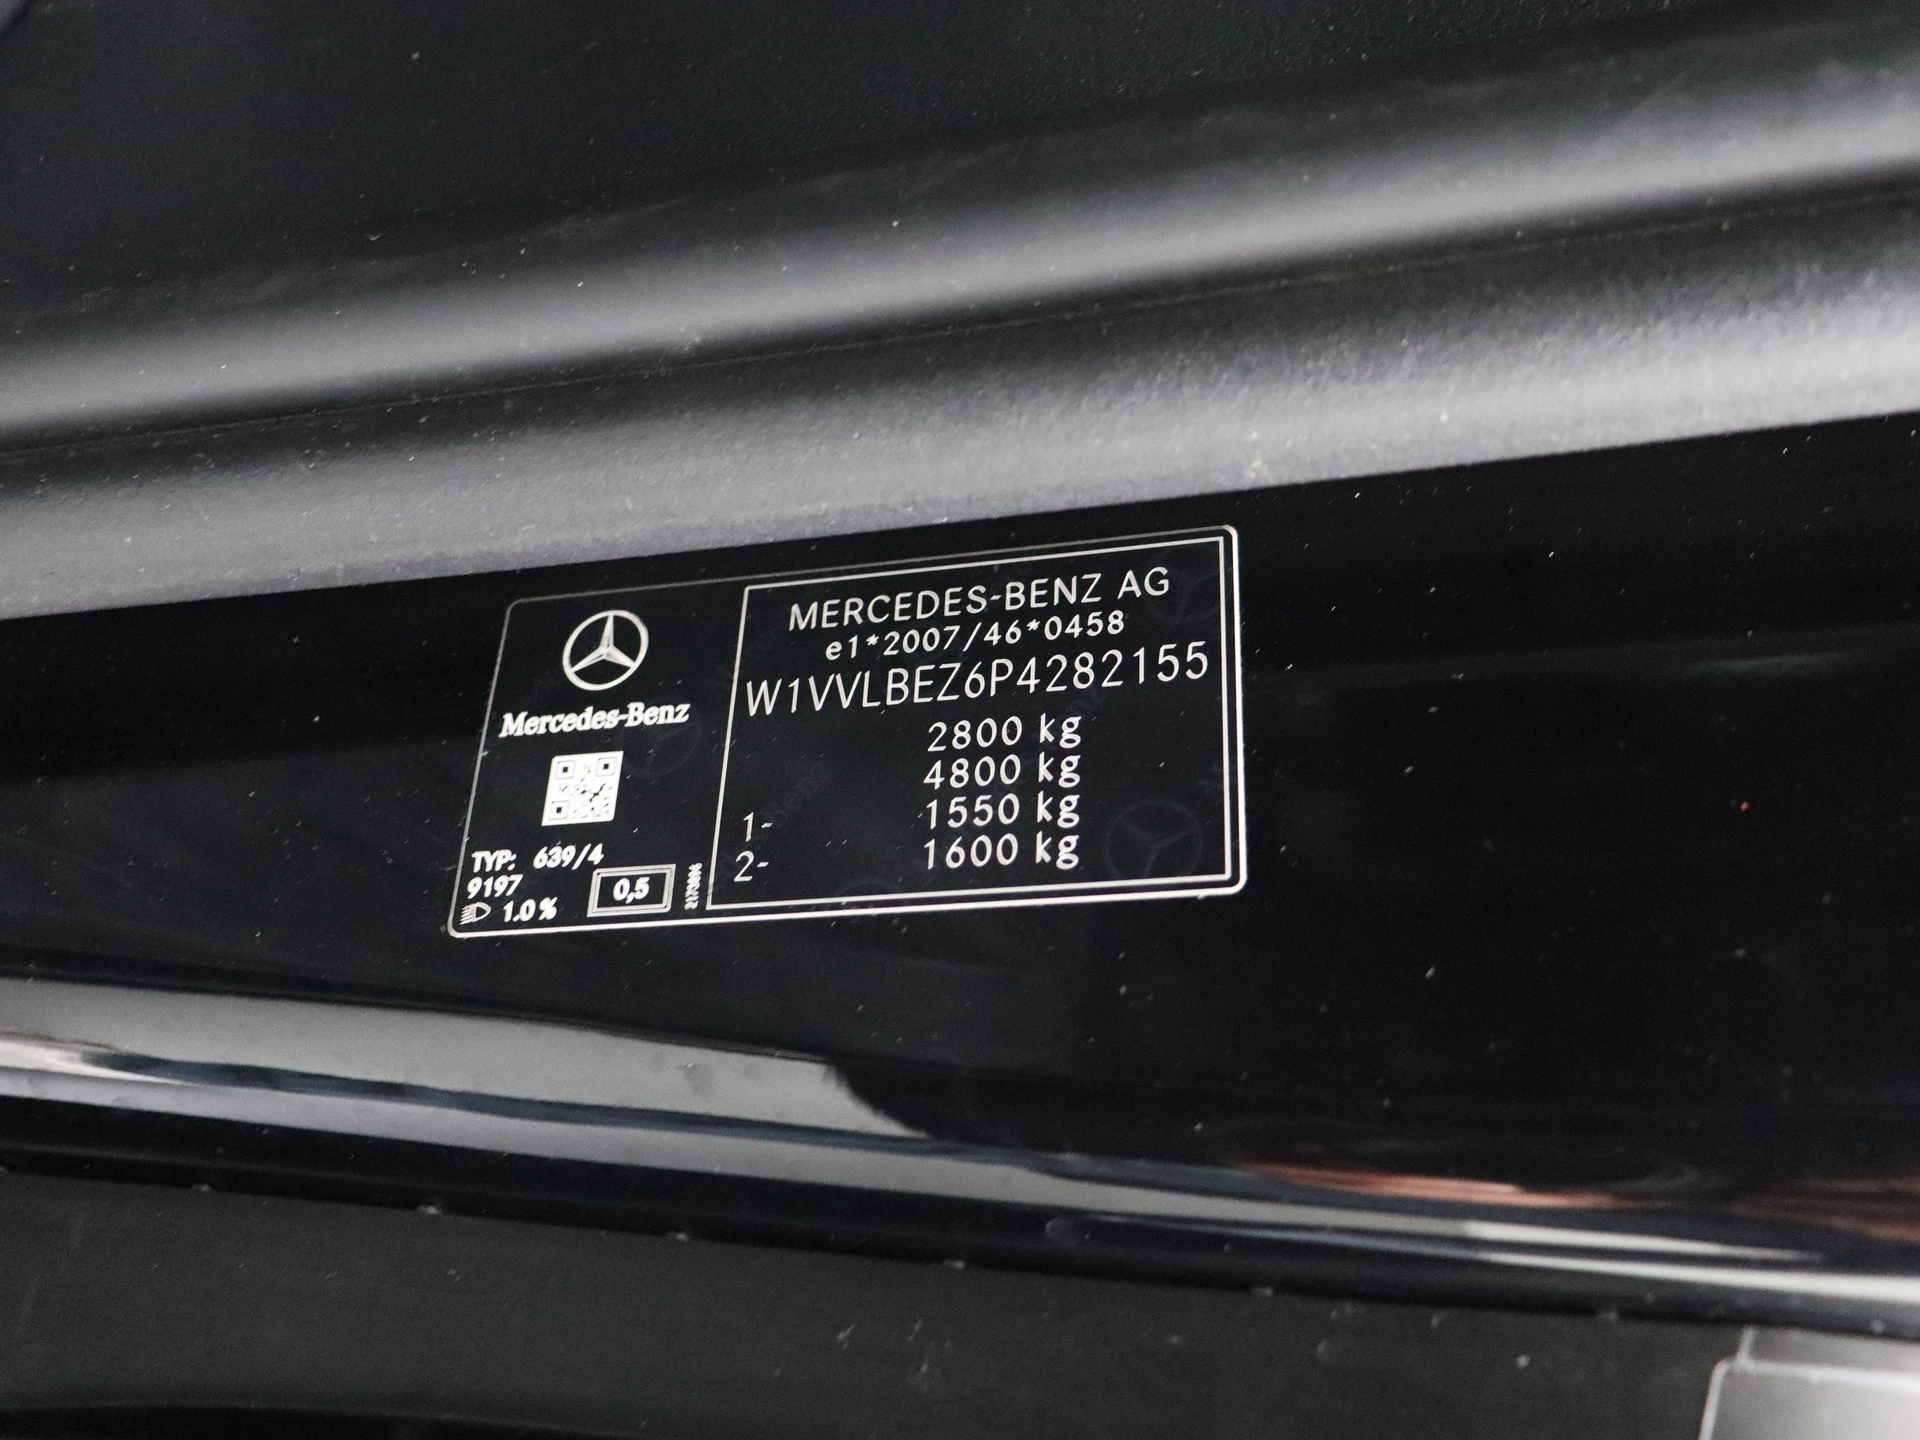 Mercedes-Benz
TYP: 639/4
9197
1.0 %
0,5
MERCEDES-BENZ AG
e1*2007/46*0458
W1VVLBEZ6P4282155
2800 kg
4800 kg
1- 1550 kg
2- 1600 kg